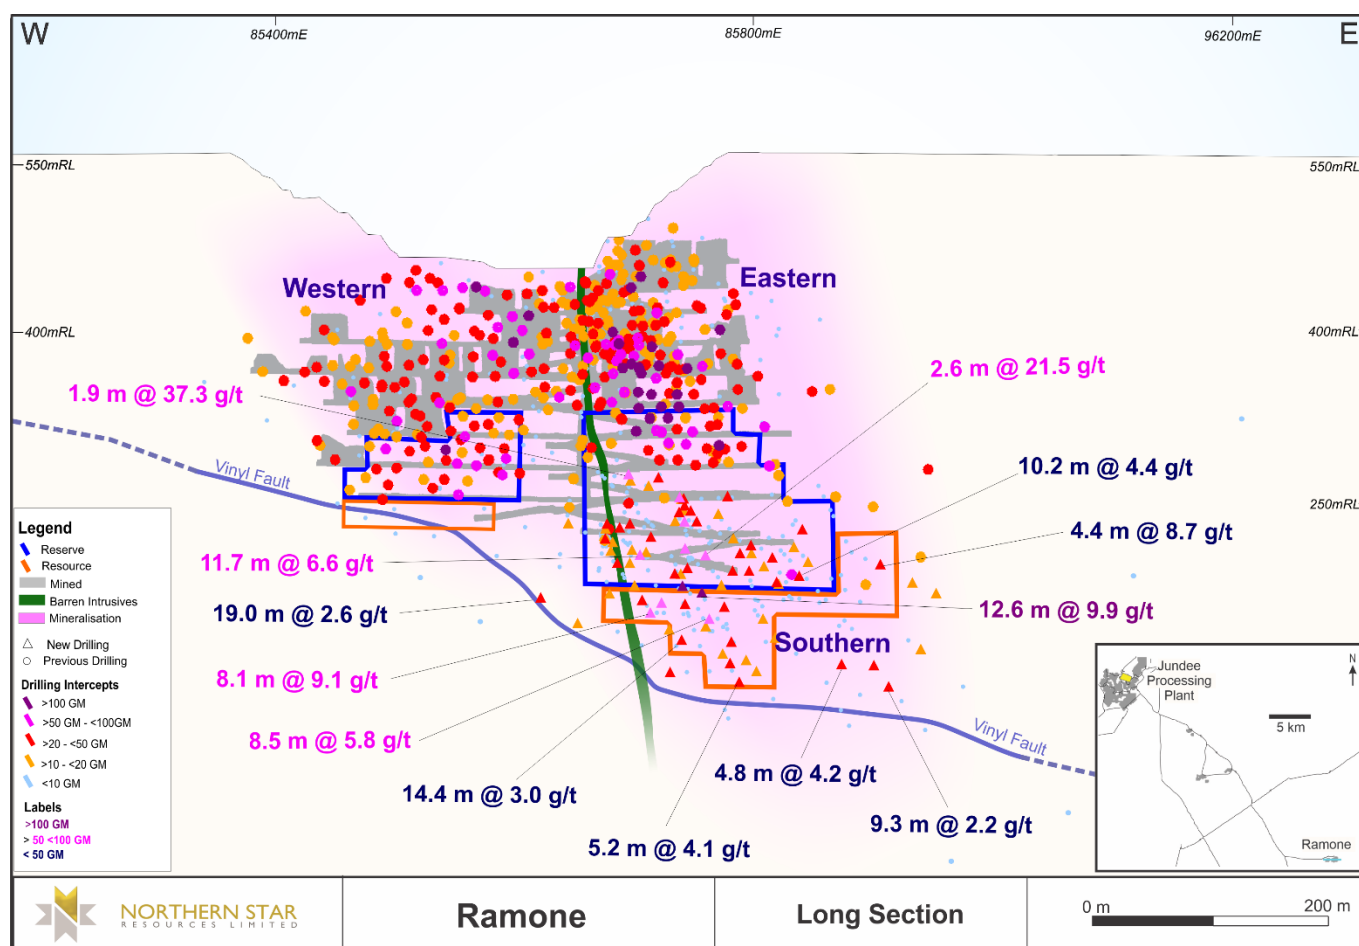 W
85400mE
85800mE
96200mE
E
550mRL
550mRL
Western
Eastern
400mRL
400mRL
2.6 m @ 21.5 g/t
1.9 m @ 37.3 g/t
Vinyl Fault
10.2 m @ 4.4 g/t
250mRL
4.4 m @ 8.7 g/t
11.7 m @ 6.6 g/t
19.0 m @ 2.6 g/t
12.6 m @ 9.9 g/t
Southern
8.1 m @ 9.1 g/t
8.5 m @ 5.8 g/t
Vinyl Fault
4.8 m @ 4.2 g/t
14.4 m @ 3.0 g/t
9.3 m @ 2.2 g/t
5.2 m @ 4.1 g/t
Legend
Reserve
Resource
Mined
Barren Intrusives
Mineralisation
New Drilling
Previous Drilling
Drilling Intercepts
>100 GM
>50 GM - <100GM
>20 - <50 GM
>10 - <20 GM
<10 GM
Labels
>100 GM
> 50 <100 GM
< 50 GM
N
Jundee
Processing
Plant
5 km
Ramone
NORTHERN STAR
RESOURCES LIMITED
Ramone
Long Section
0 m
200 m